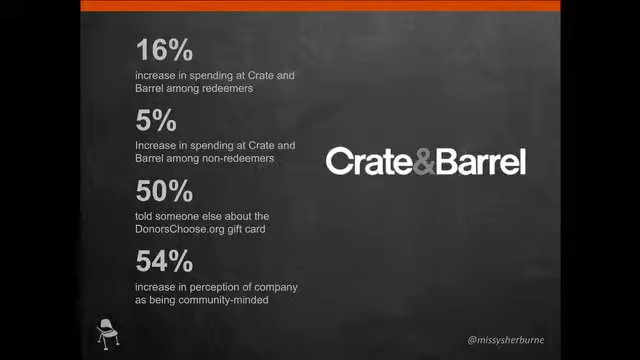 16%
increase in spending at Crate and
Barrel among redeemers
5%
Increase in spending at Crate and
Barrel among non-redeemers
50%
told someone else about the
DonorsChoose.org gift card
54%
increase in perception of company
as being community-minded
Crate&Barrel
@missysherburne